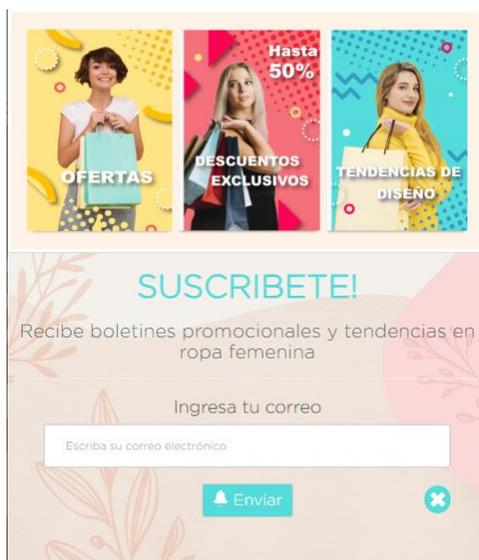 OFERTAS
Hasta
50%
DESCUENTOS
EXCLUSIVOS
TENDENCIAS DE
DISEÑO
SUSCRIBETE!
Recibe boletines promocionales y tendencias en
ropa femenina
Ingresa tu correo
Escriba su correo electrónico
Enviar